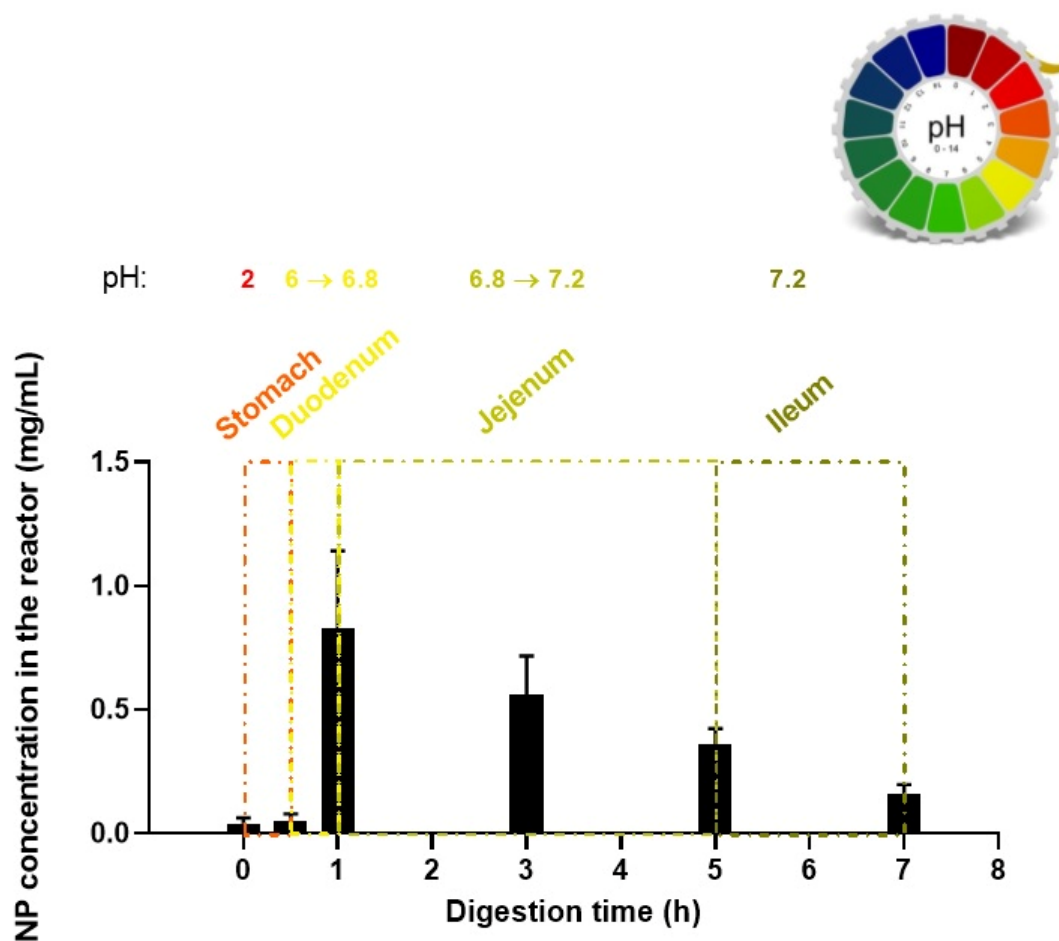 pH
0 - 14
pH:
2
6 → 6.8
6.8 → 7.2
7.2
Stomach
Duodenum
Jejenum
Ileum
NP concentration in the reactor (mg/mL)
1.5
1.0
0.5
0.0
0 1 2 3 4 5 6 7 8
Digestion time (h)